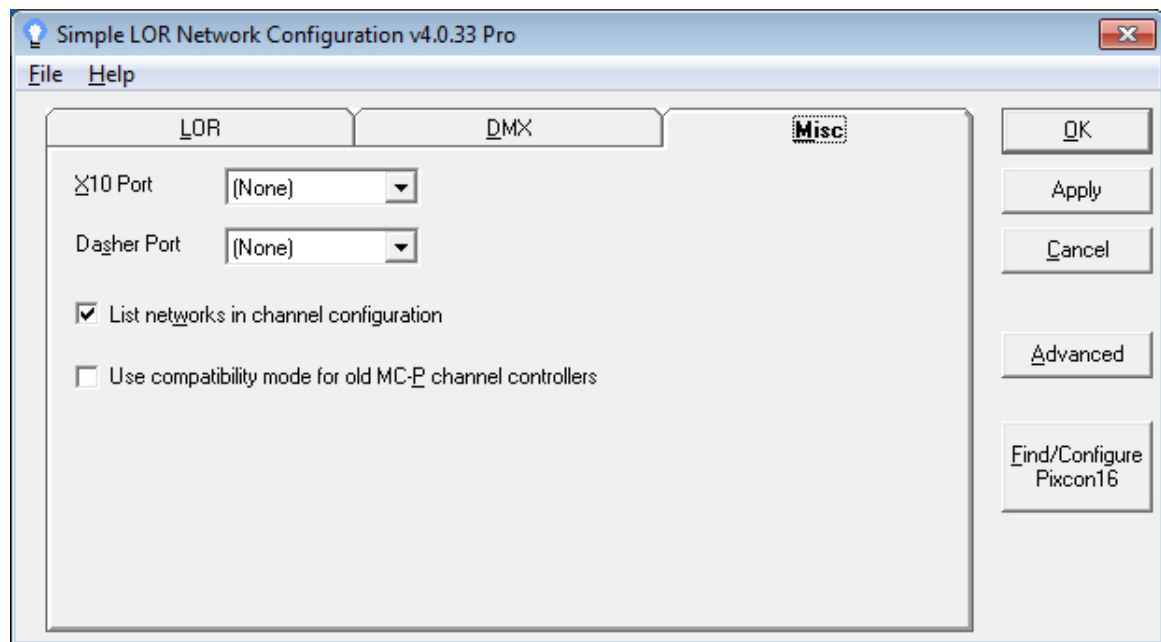 Simple LOR Network Configuration v4.0.33 Pro
File Help
LOR DMX Misc
X10 Port (None)
Dasher Port (None)
List networks in channel configuration
Use compatibility mode for old MC-P channel controllers
OK
Apply
Cancel
Advanced
Find/Configure
Pixcon16